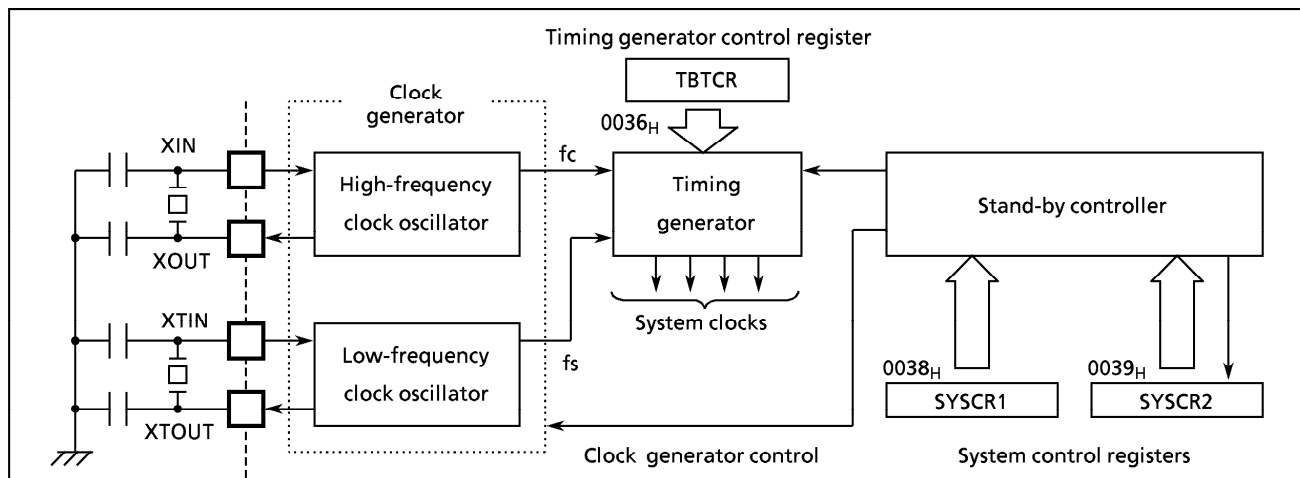 Timing generator control register
TBTCR
0036H
Clock
generator
XIN
XOUT
High-frequency
clock oscillator
fc
Timing
generator
Stand-by controller
System clocks
XTIN
XTOUT
Low-frequency
clock oscillator
fs
0038H
SYSCR1
0039H
SYSCR2
Clock generator control
System control registers